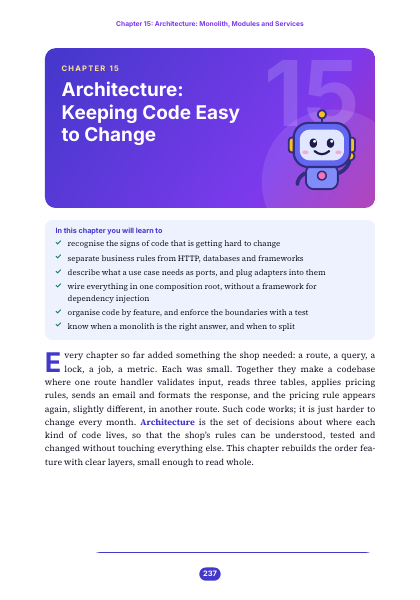 Chapter 15: Architecture: Monolith, Modules and Services
15
CHAPTER 15
Architecture:
Keeping Code Easy
to Change
In this chapter you will learn to
recognise the signs of code that is getting hard to change
separate business rules from HTTP, databases and frameworks
describe what a use case needs as ports, and plug adapters into them
wire everything in one composition root, without a framework for
dependency injection
organise code by feature, and enforce the boundaries with a test
know when a monolith is the right answer, and when to split
Every chapter so far added something the shop needed: a route, a query, a
lock, a job, a metric. Each was small. Together they make a codebase
where one route handler validates input, reads three tables, applies pricing
rules, sends an email and formats the response, and the pricing rule appears
again, slightly different, in another route. Such code works; it is just harder to
change every month. Architecture is the set of decisions about where each
kind of code lives, so that the shop's rules can be understood, tested and
changed without touching everything else. This chapter rebuilds the order fea-
ture with clear layers, small enough to read whole.
237